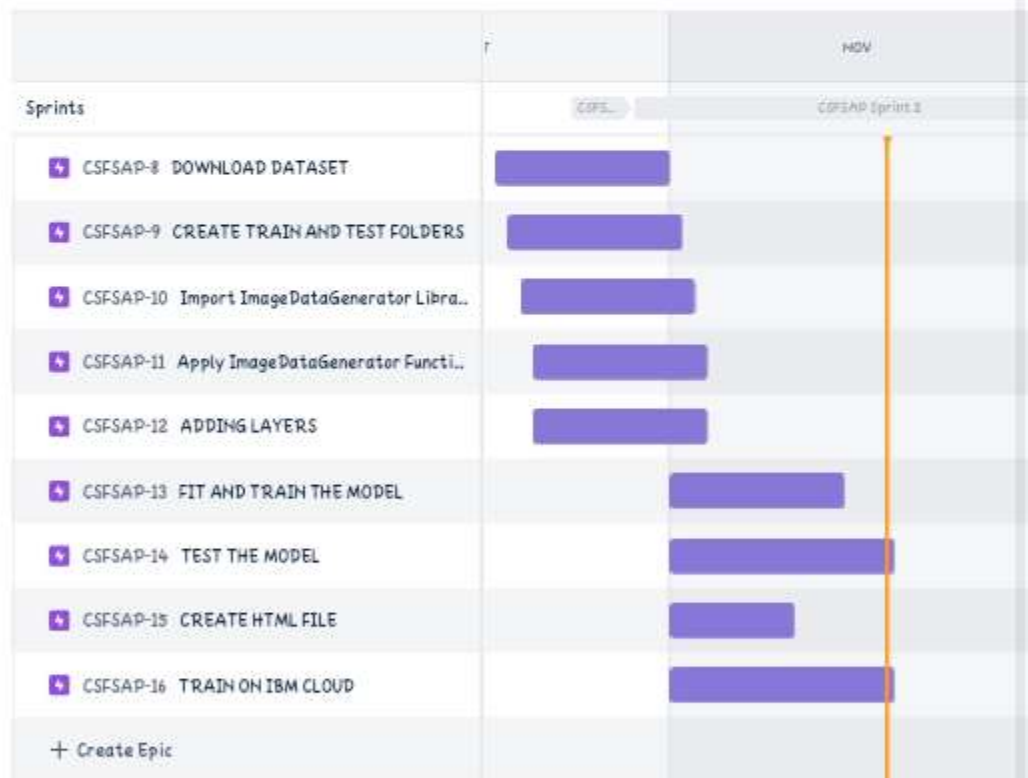 T
NOV
Sprints
CSFS...
CSFSAP Sprint 2
CSFSAP-8 DOWNLOAD DATASET
CSFSAP-9 CREATE TRAIN AND TEST FOLDERS
CSFSAP-10 Import ImageDataGenerator Libra...
CSFSAP-11 Apply ImageDataGenerator Functi...
CSFSAP-12 ADDING LAYERS
CSFSAP-13 FIT AND TRAIN THE MODEL
CSFSAP-14 TEST THE MODEL
CSFSAP-15 CREATE HTML FILE
CSFSAP-16 TRAIN ON IBM CLOUD
+ Create Epic